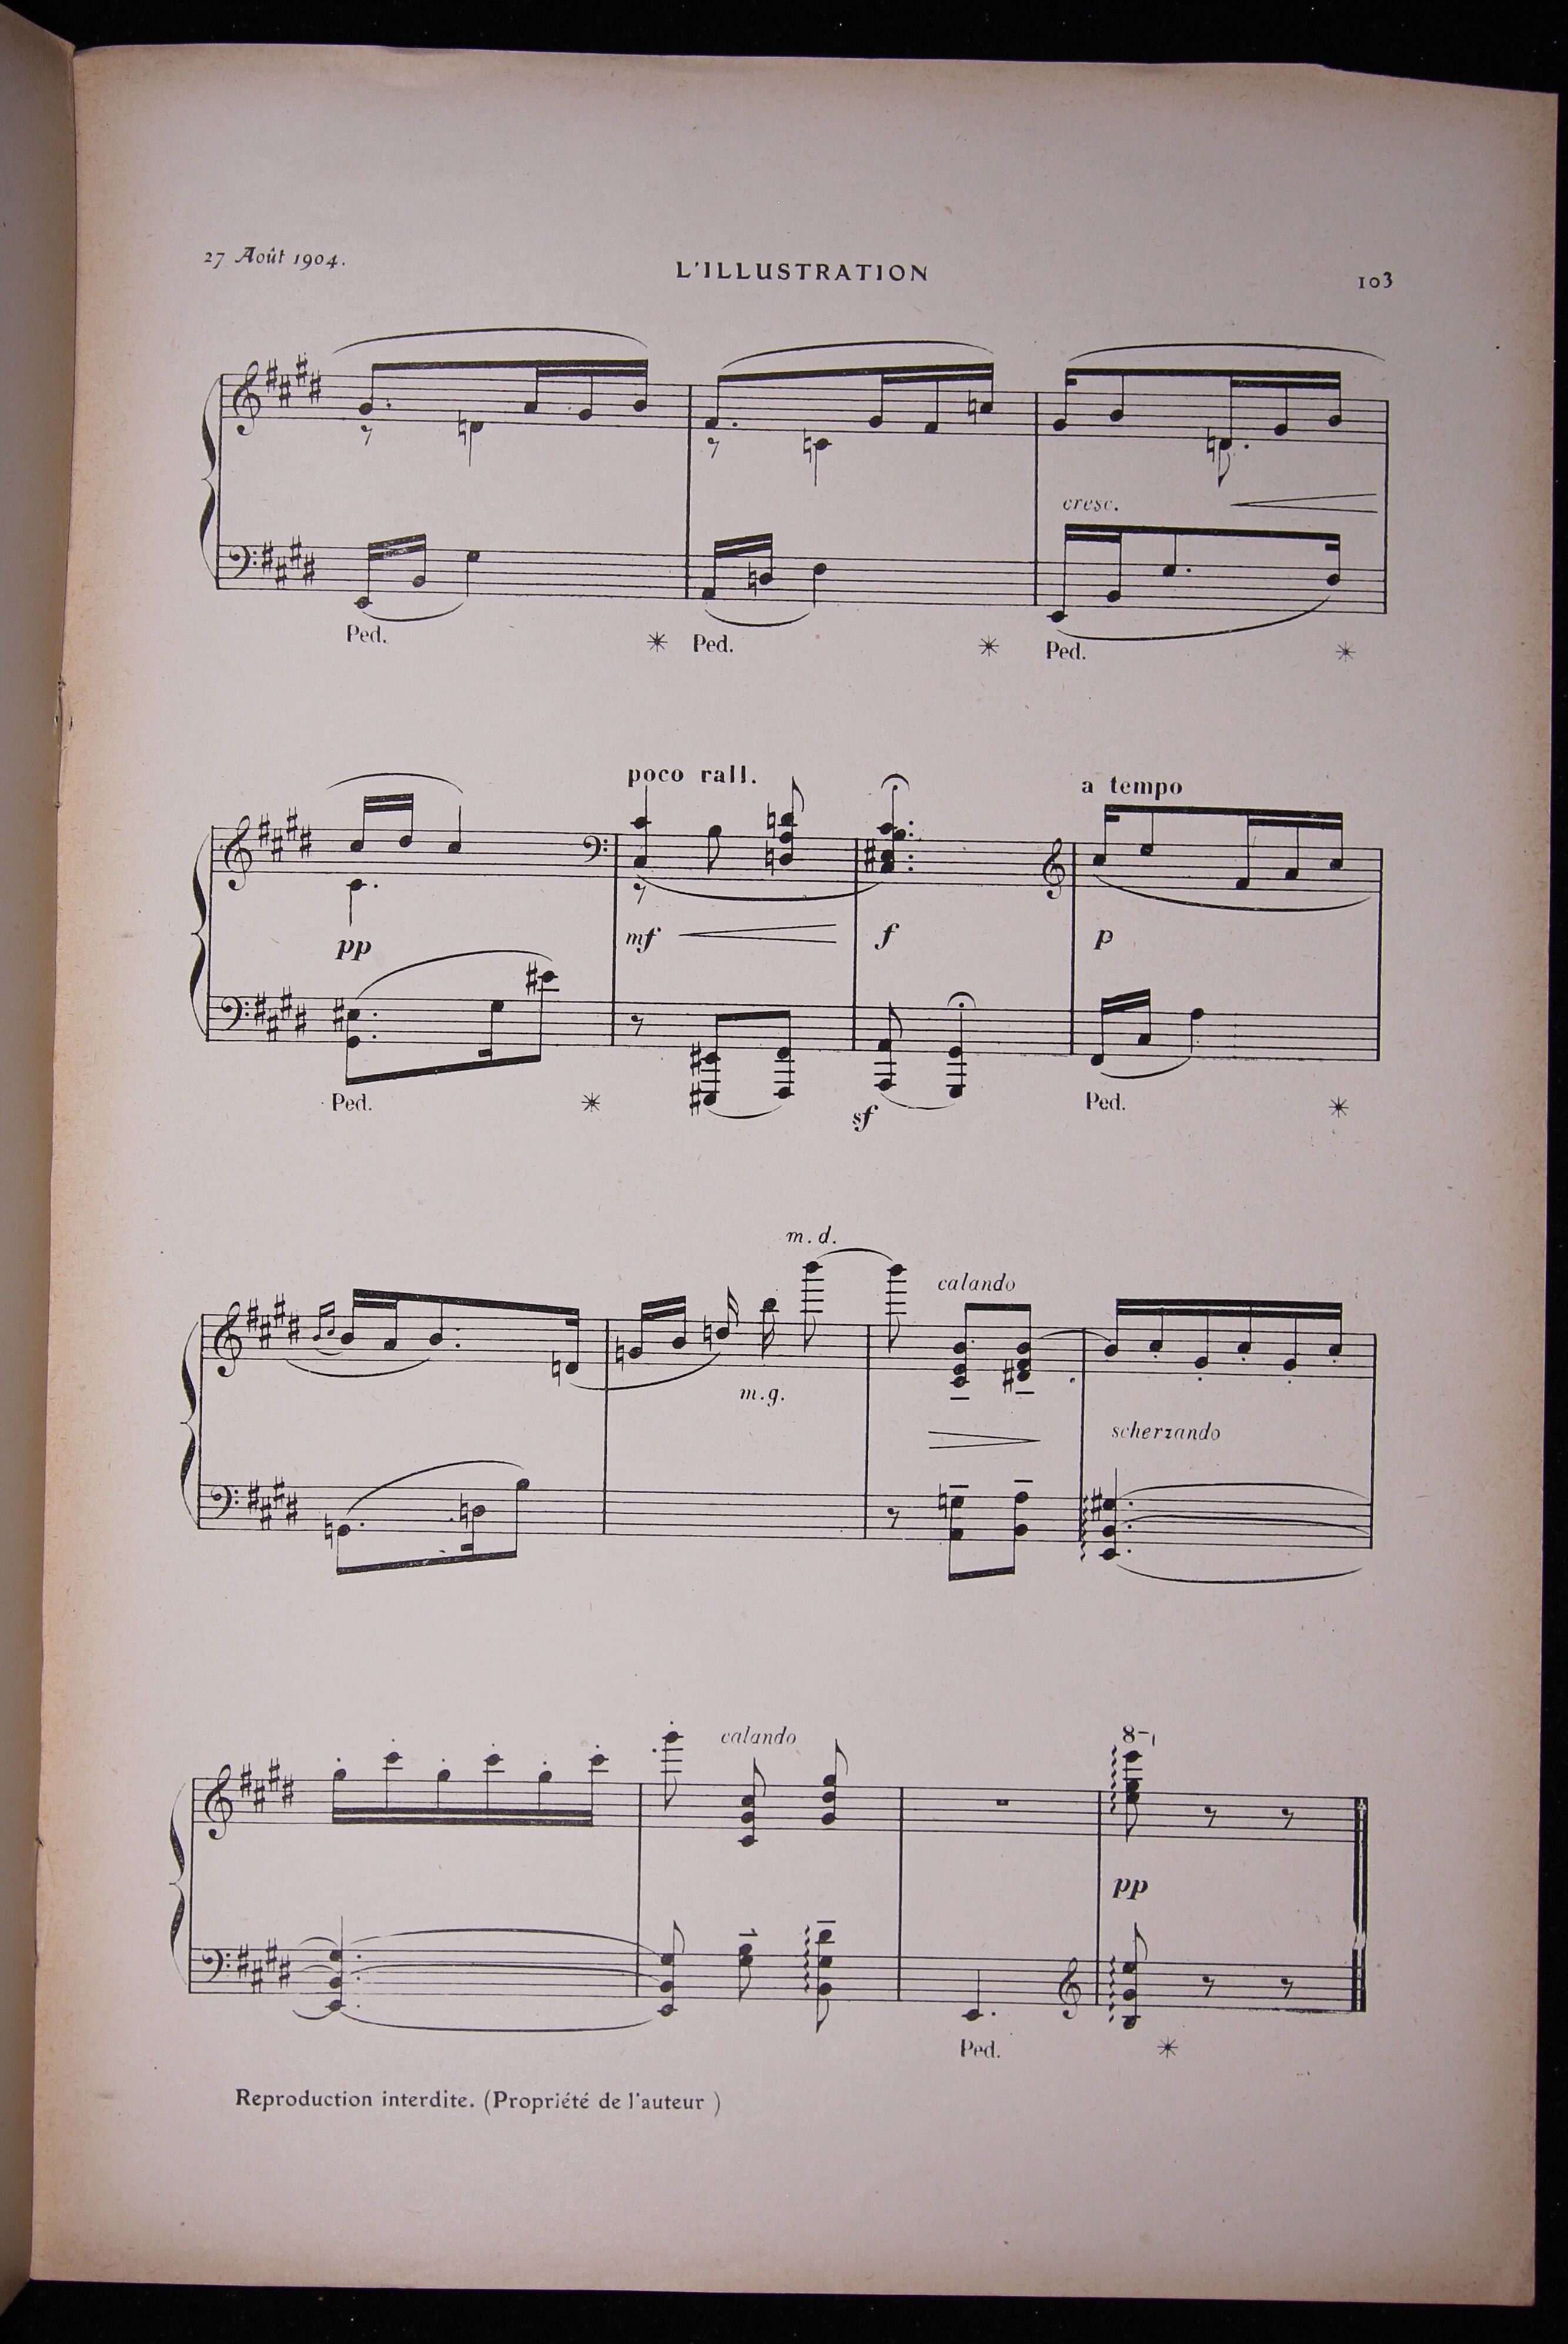 27 Août 1904.
L'ILLUSTRATION
103
cresc.
Ped.
Ped.
Ped.
poco rall.
a tempo
pp
mf
f
p
Ped.
sf
Ped.
m.d.
calando
m.g.
scherzando
calando
8
pp
Ped.
Reproduction interdite. (Propriété de l'auteur )